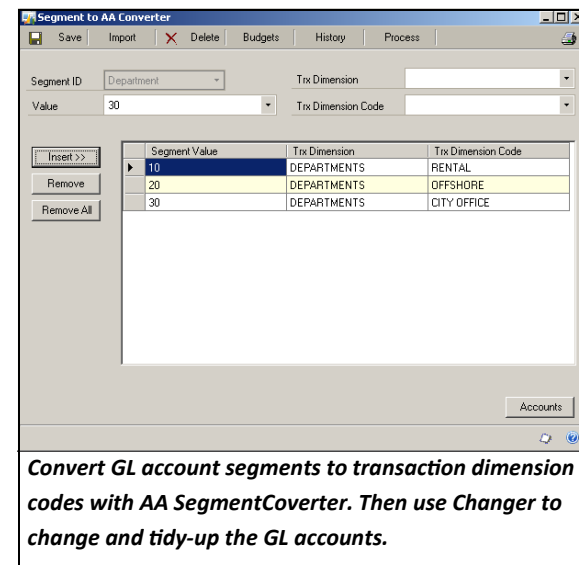 Segment to AA Converter
Save Import Delete Budgets History Process
Segment ID Department Trx Dimension
Value 30 Trx Dimension Code
Insert >>
Remove
Remove All
Segment Value Trx Dimension Trx Dimension Code
10 DEPARTMENTS RENTAL
20 DEPARTMENTS OFFSHORE
30 DEPARTMENTS CITY OFFICE
Accounts
Convert GL account segments to transaction dimension
codes with AA SegmentCoverter. Then use Changer to
change and tidy-up the GL accounts.